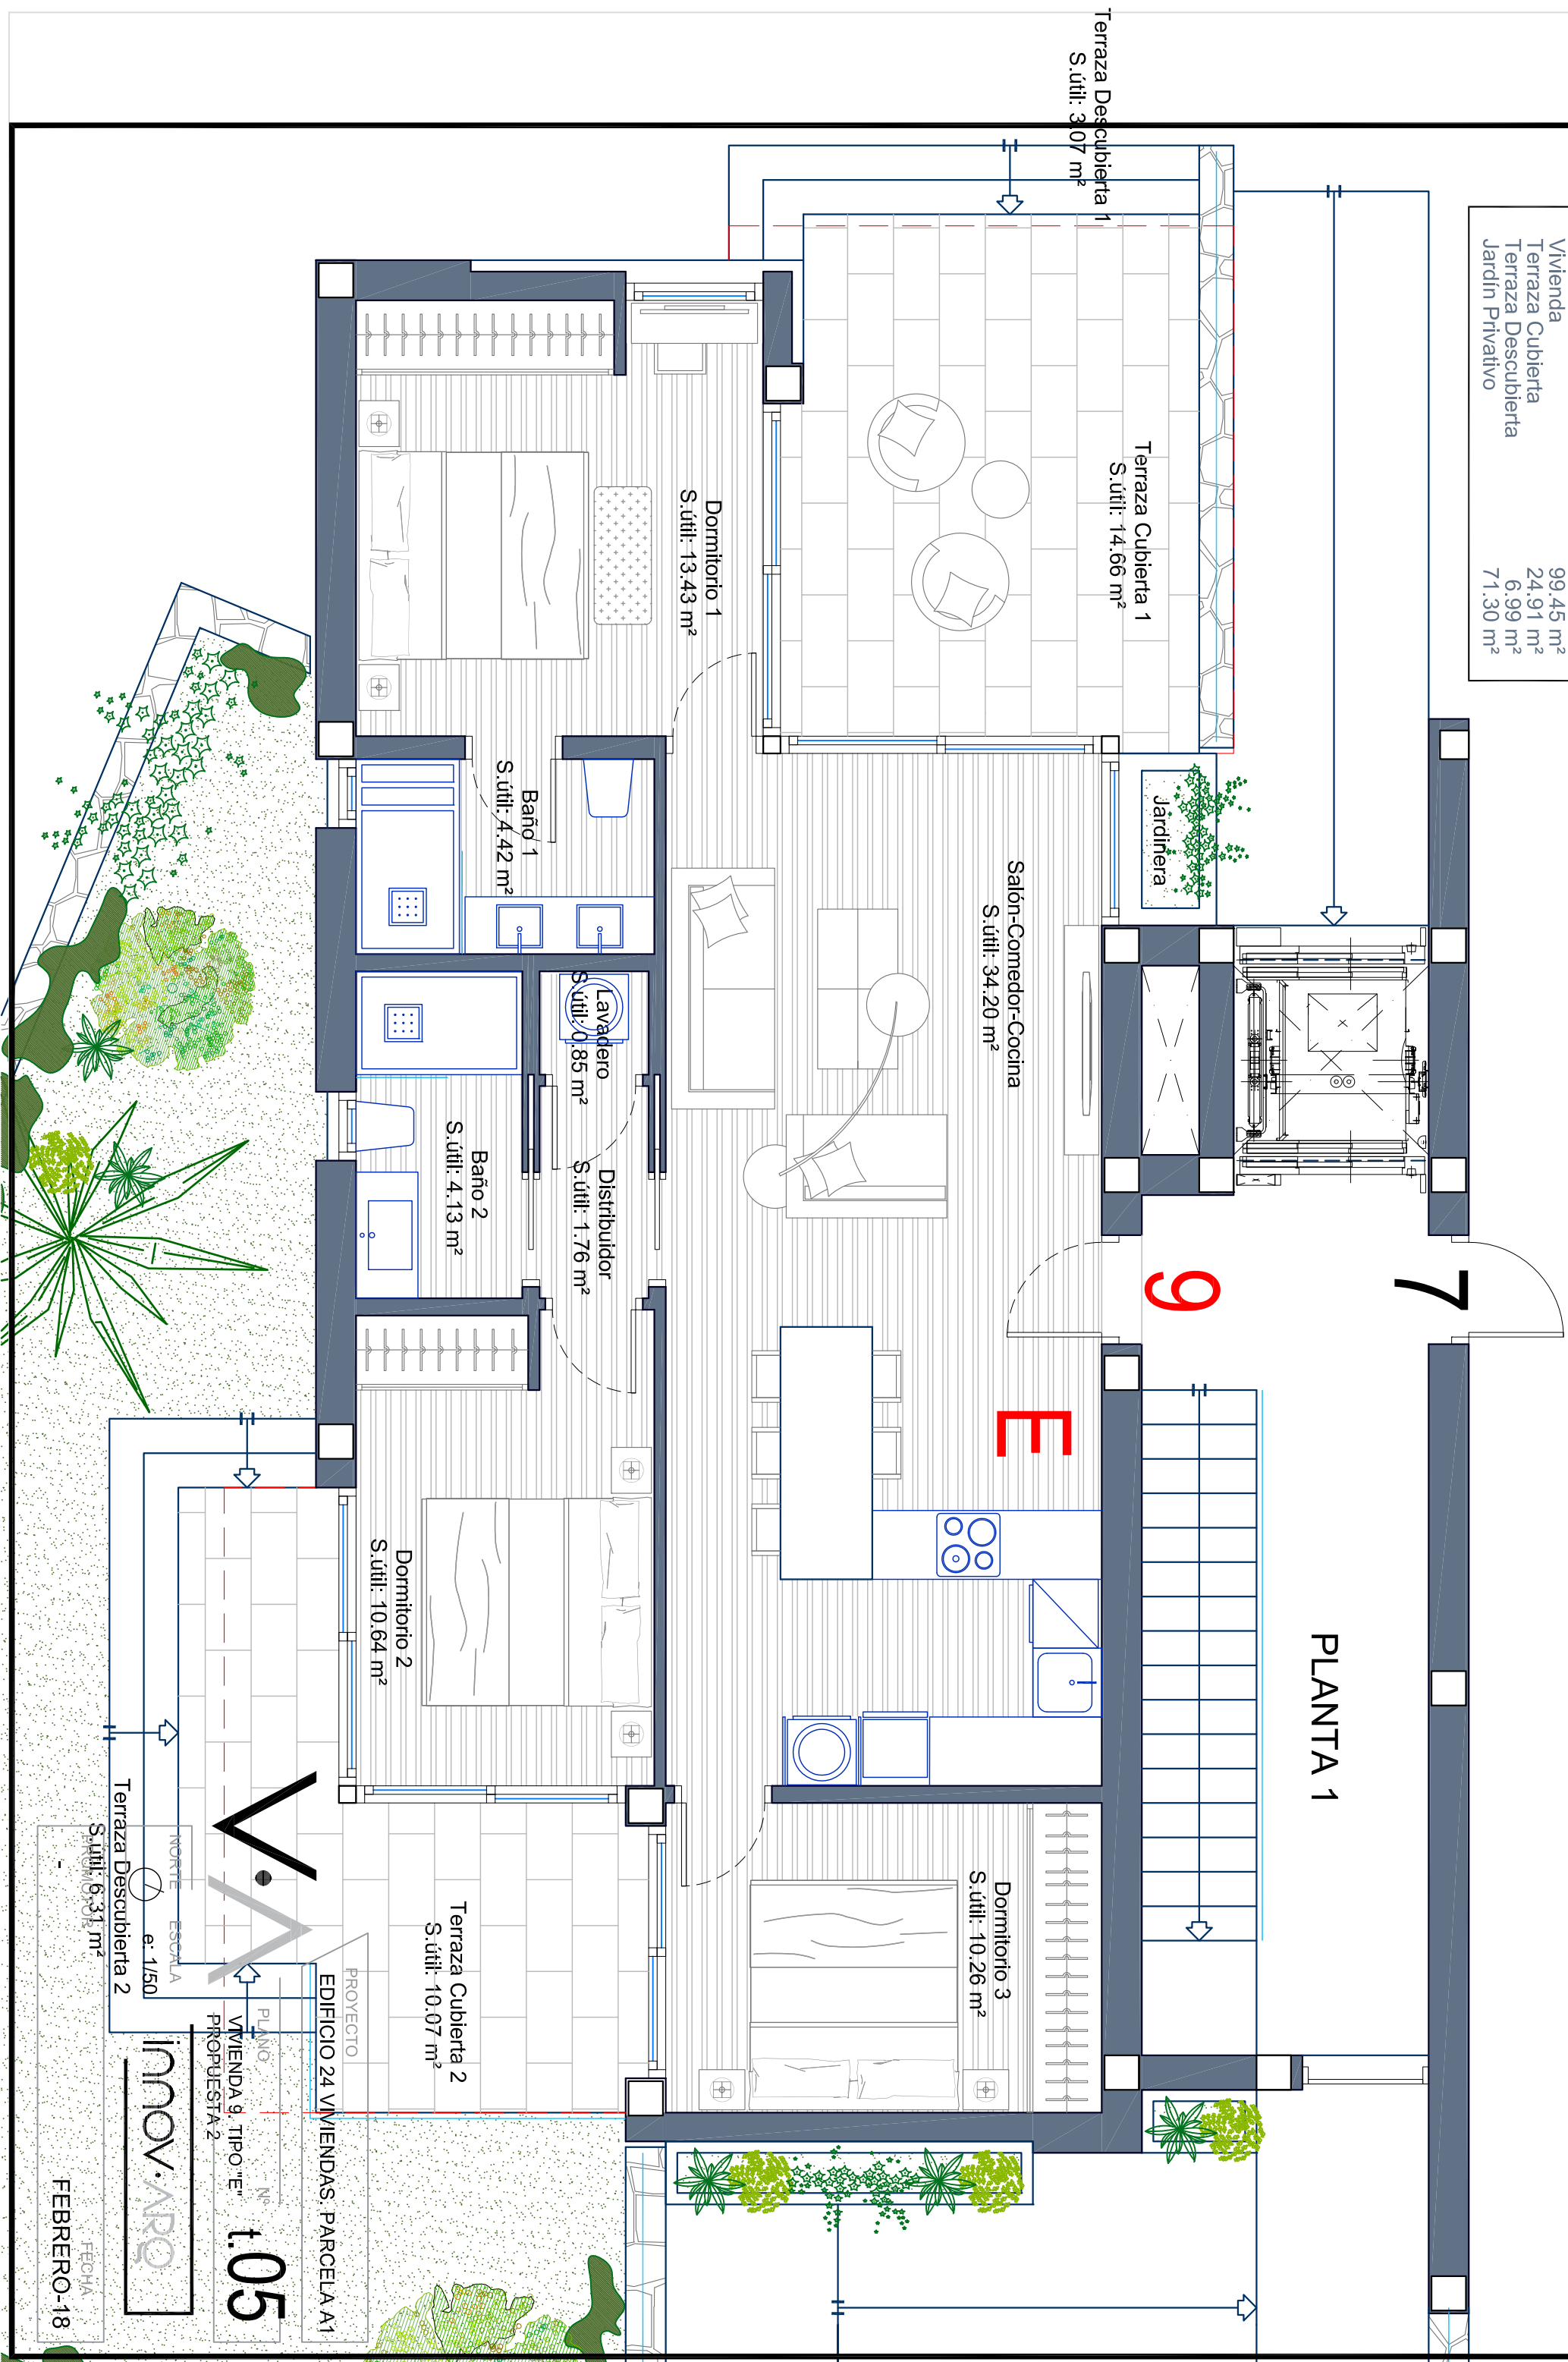 Vivienda 99.45 m²
Terraza Cubierta 24.91 m²
Terraza Descubierta 6.99 m²
Jardín Privativo 71.30 m²
Terraza Descubierta 1
S.útil: 3.07 m²
Terraza Cubierta 1
S.útil: 14.66 m²
Dormitorio 1
S.útil: 13.43 m²
Jardinera
Baño 1
S.útil: 4.42 m²
Salón-Comedor-Cocina
S.útil: 34.20 m²
Lavadero
S.útil: 0.85 m²
Baño 2
S.útil: 4.13 m²
Distribuidor
S.útil: 1.76 m²
7
9
E
PLANTA 1
Dormitorio 2
S.útil: 10.64 m²
Dormitorio 3
S.útil: 10.26 m²
Terraza Cubierta 2
S.útil: 10.07 m²
Terraza Descubierta 2
S.útil: 6.31 m²
PROYECTO
EDIFICIO 24 VIVIENDAS. PARCELA A1
PLANO
Nº
VIVIENDA 9. TIPO "E"
PROPUESTA 2
t.05
NORTE
ESCALA
e: 1/50
innov.ARQ
PROMOTOR
-
FECHA
FEBRERO-18